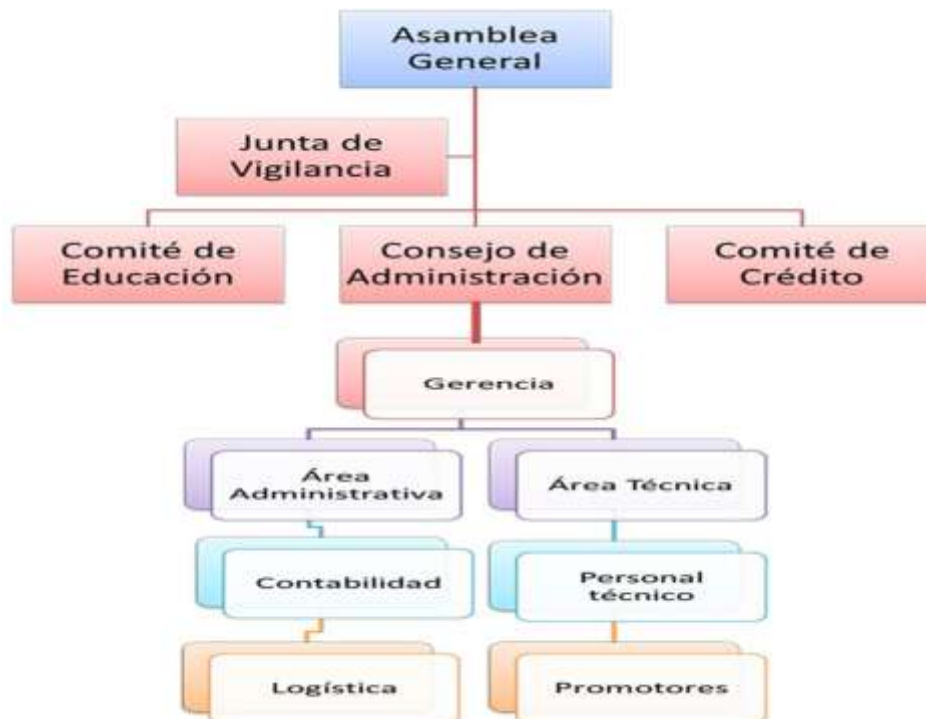 Asamblea
General
Junta de
Vigilancia
Comité de
Educación
Consejo de
Administración
Comité de
Crédito
Gerencia
Área
Administrativa
Área Técnica
Contabilidad
Personal
técnico
Logística
Promotores